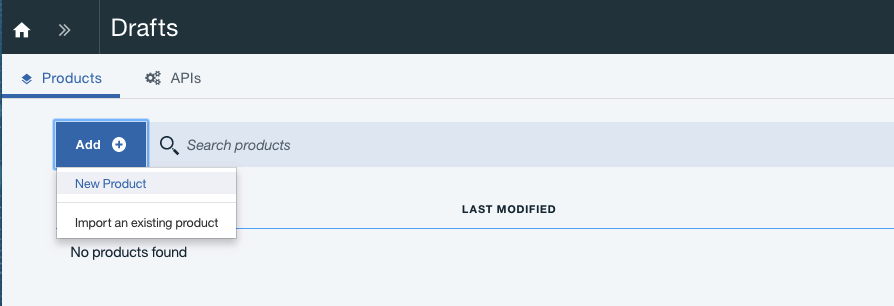 Drafts
Products
APIs
Add
Search products
New Product
Import an existing product
LAST MODIFIED
No products found